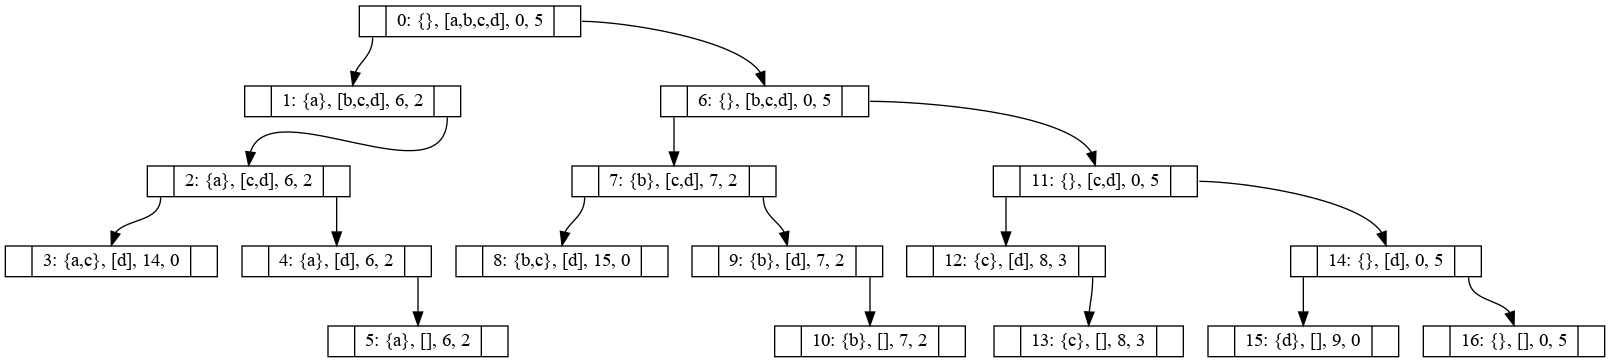 0: {}, [a,b,c,d], 0, 5
1: {a}, [b,c,d], 6, 2
6: {}, [b,c,d], 0, 5
2: {a}, [c,d], 6, 2
7: {b}, [c,d], 7, 2
11: {}, [c,d], 0, 5
3: {a,c}, [d], 14, 0
4: {a}, [d], 6, 2
8: {b,c}, [d], 15, 0
9: {b}, [d], 7, 2
12: {c}, [d], 8, 3
14: {}, [d], 0, 5
5: {a}, [], 6, 2
10: {b}, [], 7, 2
13: {c}, [], 8, 3
15: {d}, [], 9, 0
16: {}, [], 0, 5